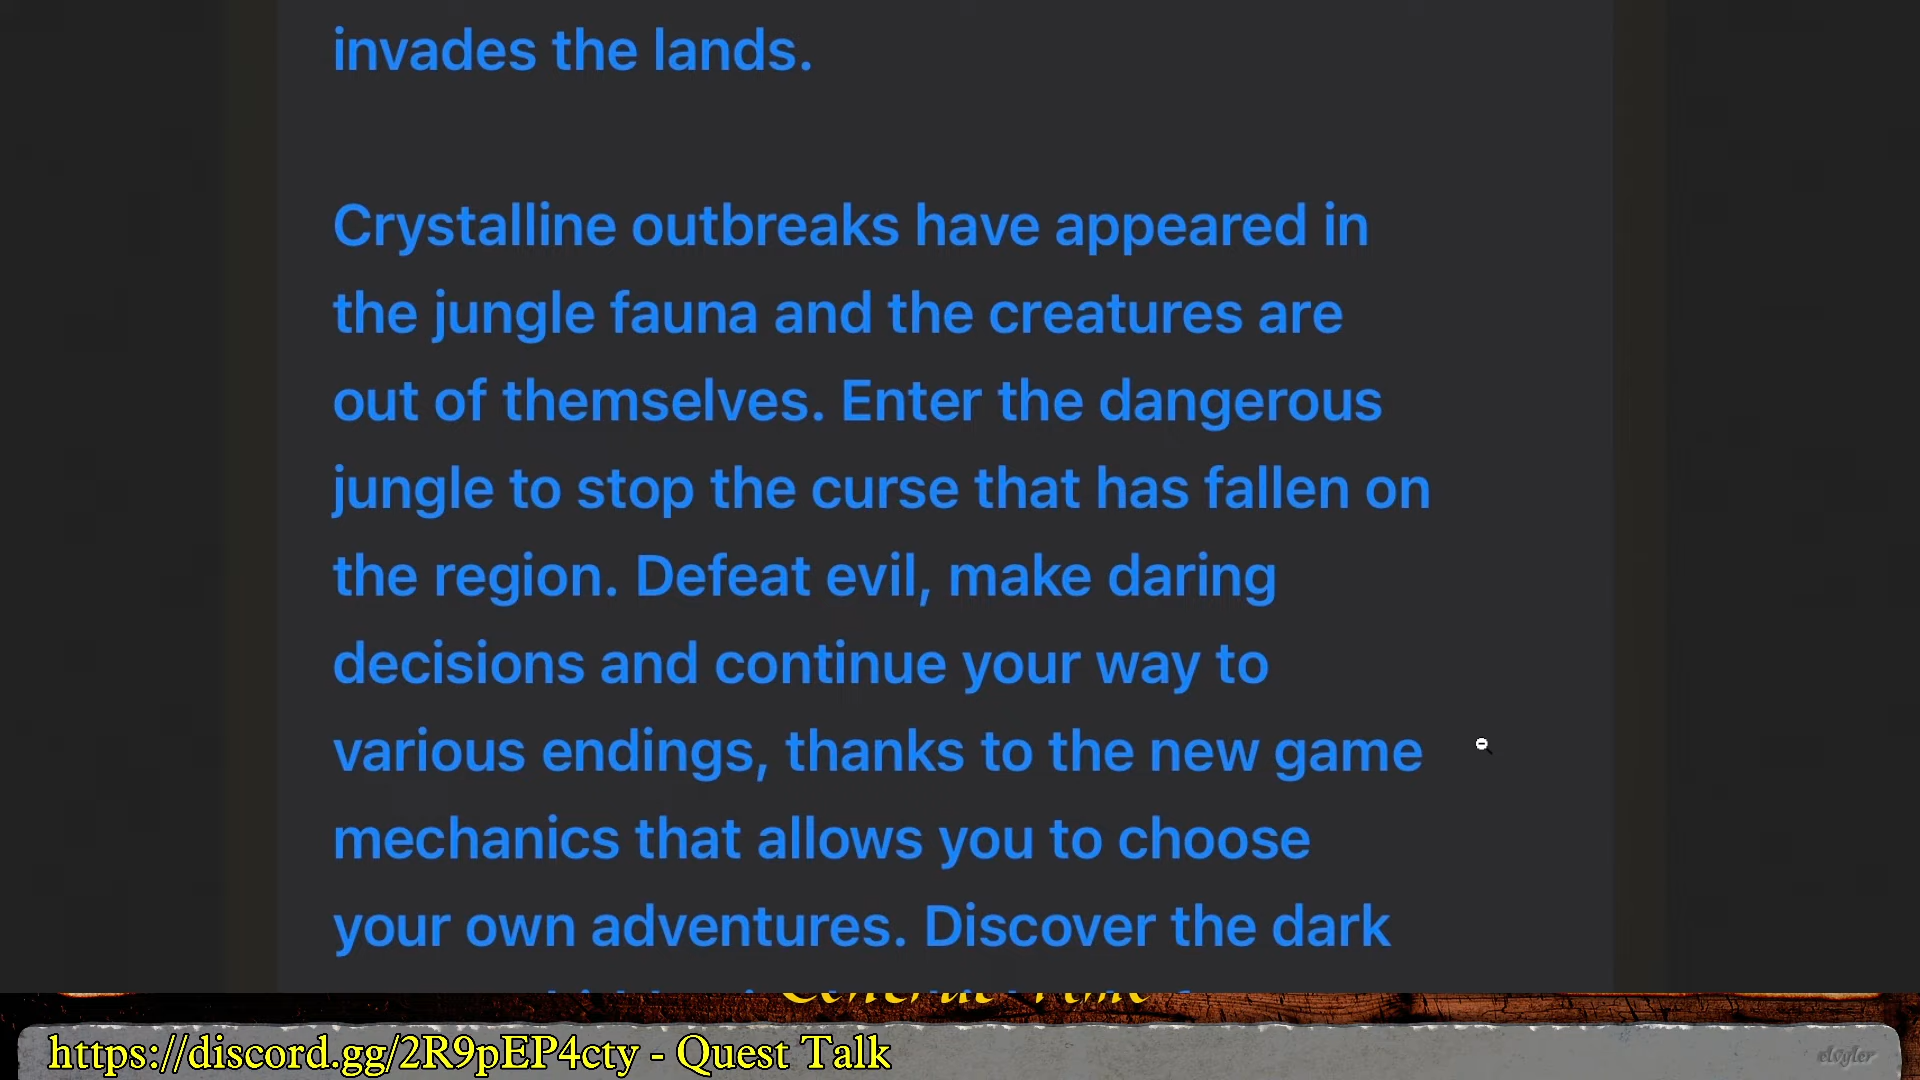 invades the lands.
Crystalline outbreaks have appeared in
the jungle fauna and the creatures are
out of themselves. Enter the dangerous
jungle to stop the curse that has fallen on
the region. Defeat evil, make daring
decisions and continue your way to
various endings, thanks to the new game
mechanics that allows you to choose
your own adventures. Discover the dark
https://discord.gg/2R9pEP4cty - Quest Talk